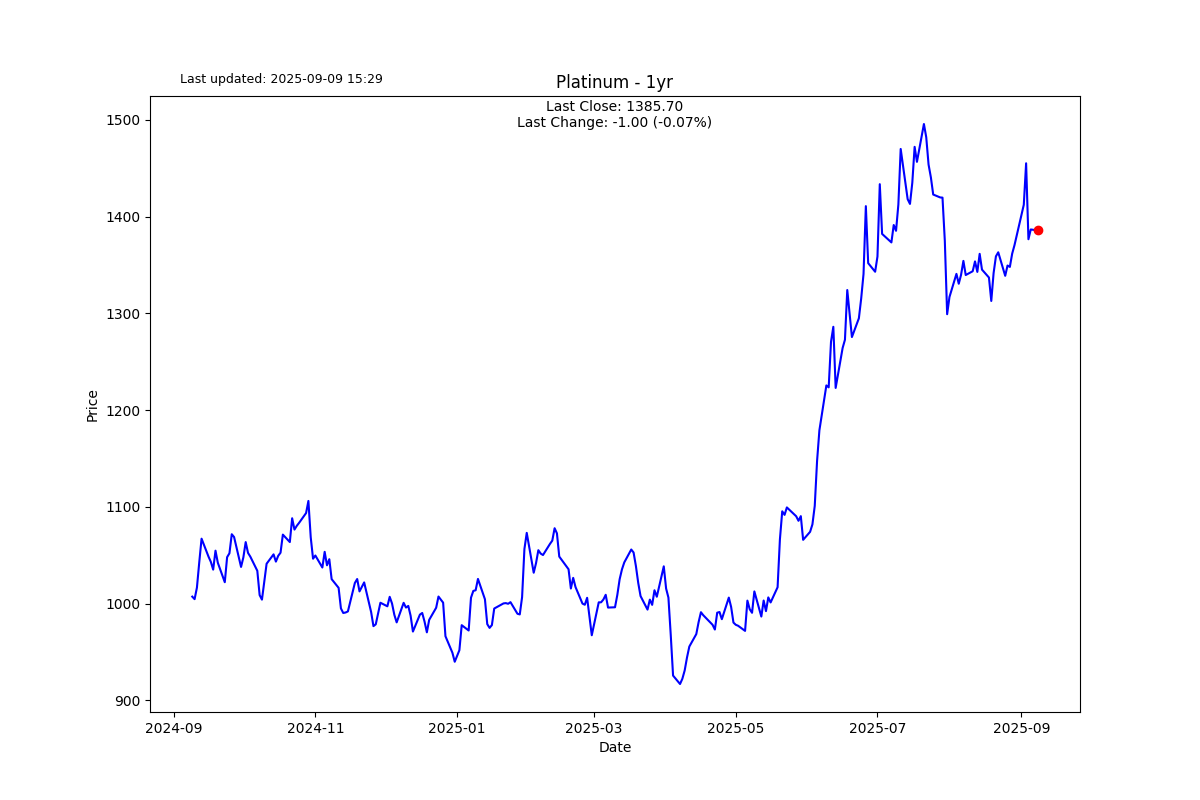 Last updated: 2025-09-09 15:29
Platinum - 1yr
Last Close: 1385.70
Last Change: -1.00 (-0.07%)
1500
1400
1300
1200
1100
1000
900
Price
2024-09 2024-11 2025-01 2025-03 2025-05 2025-07 2025-09
Date